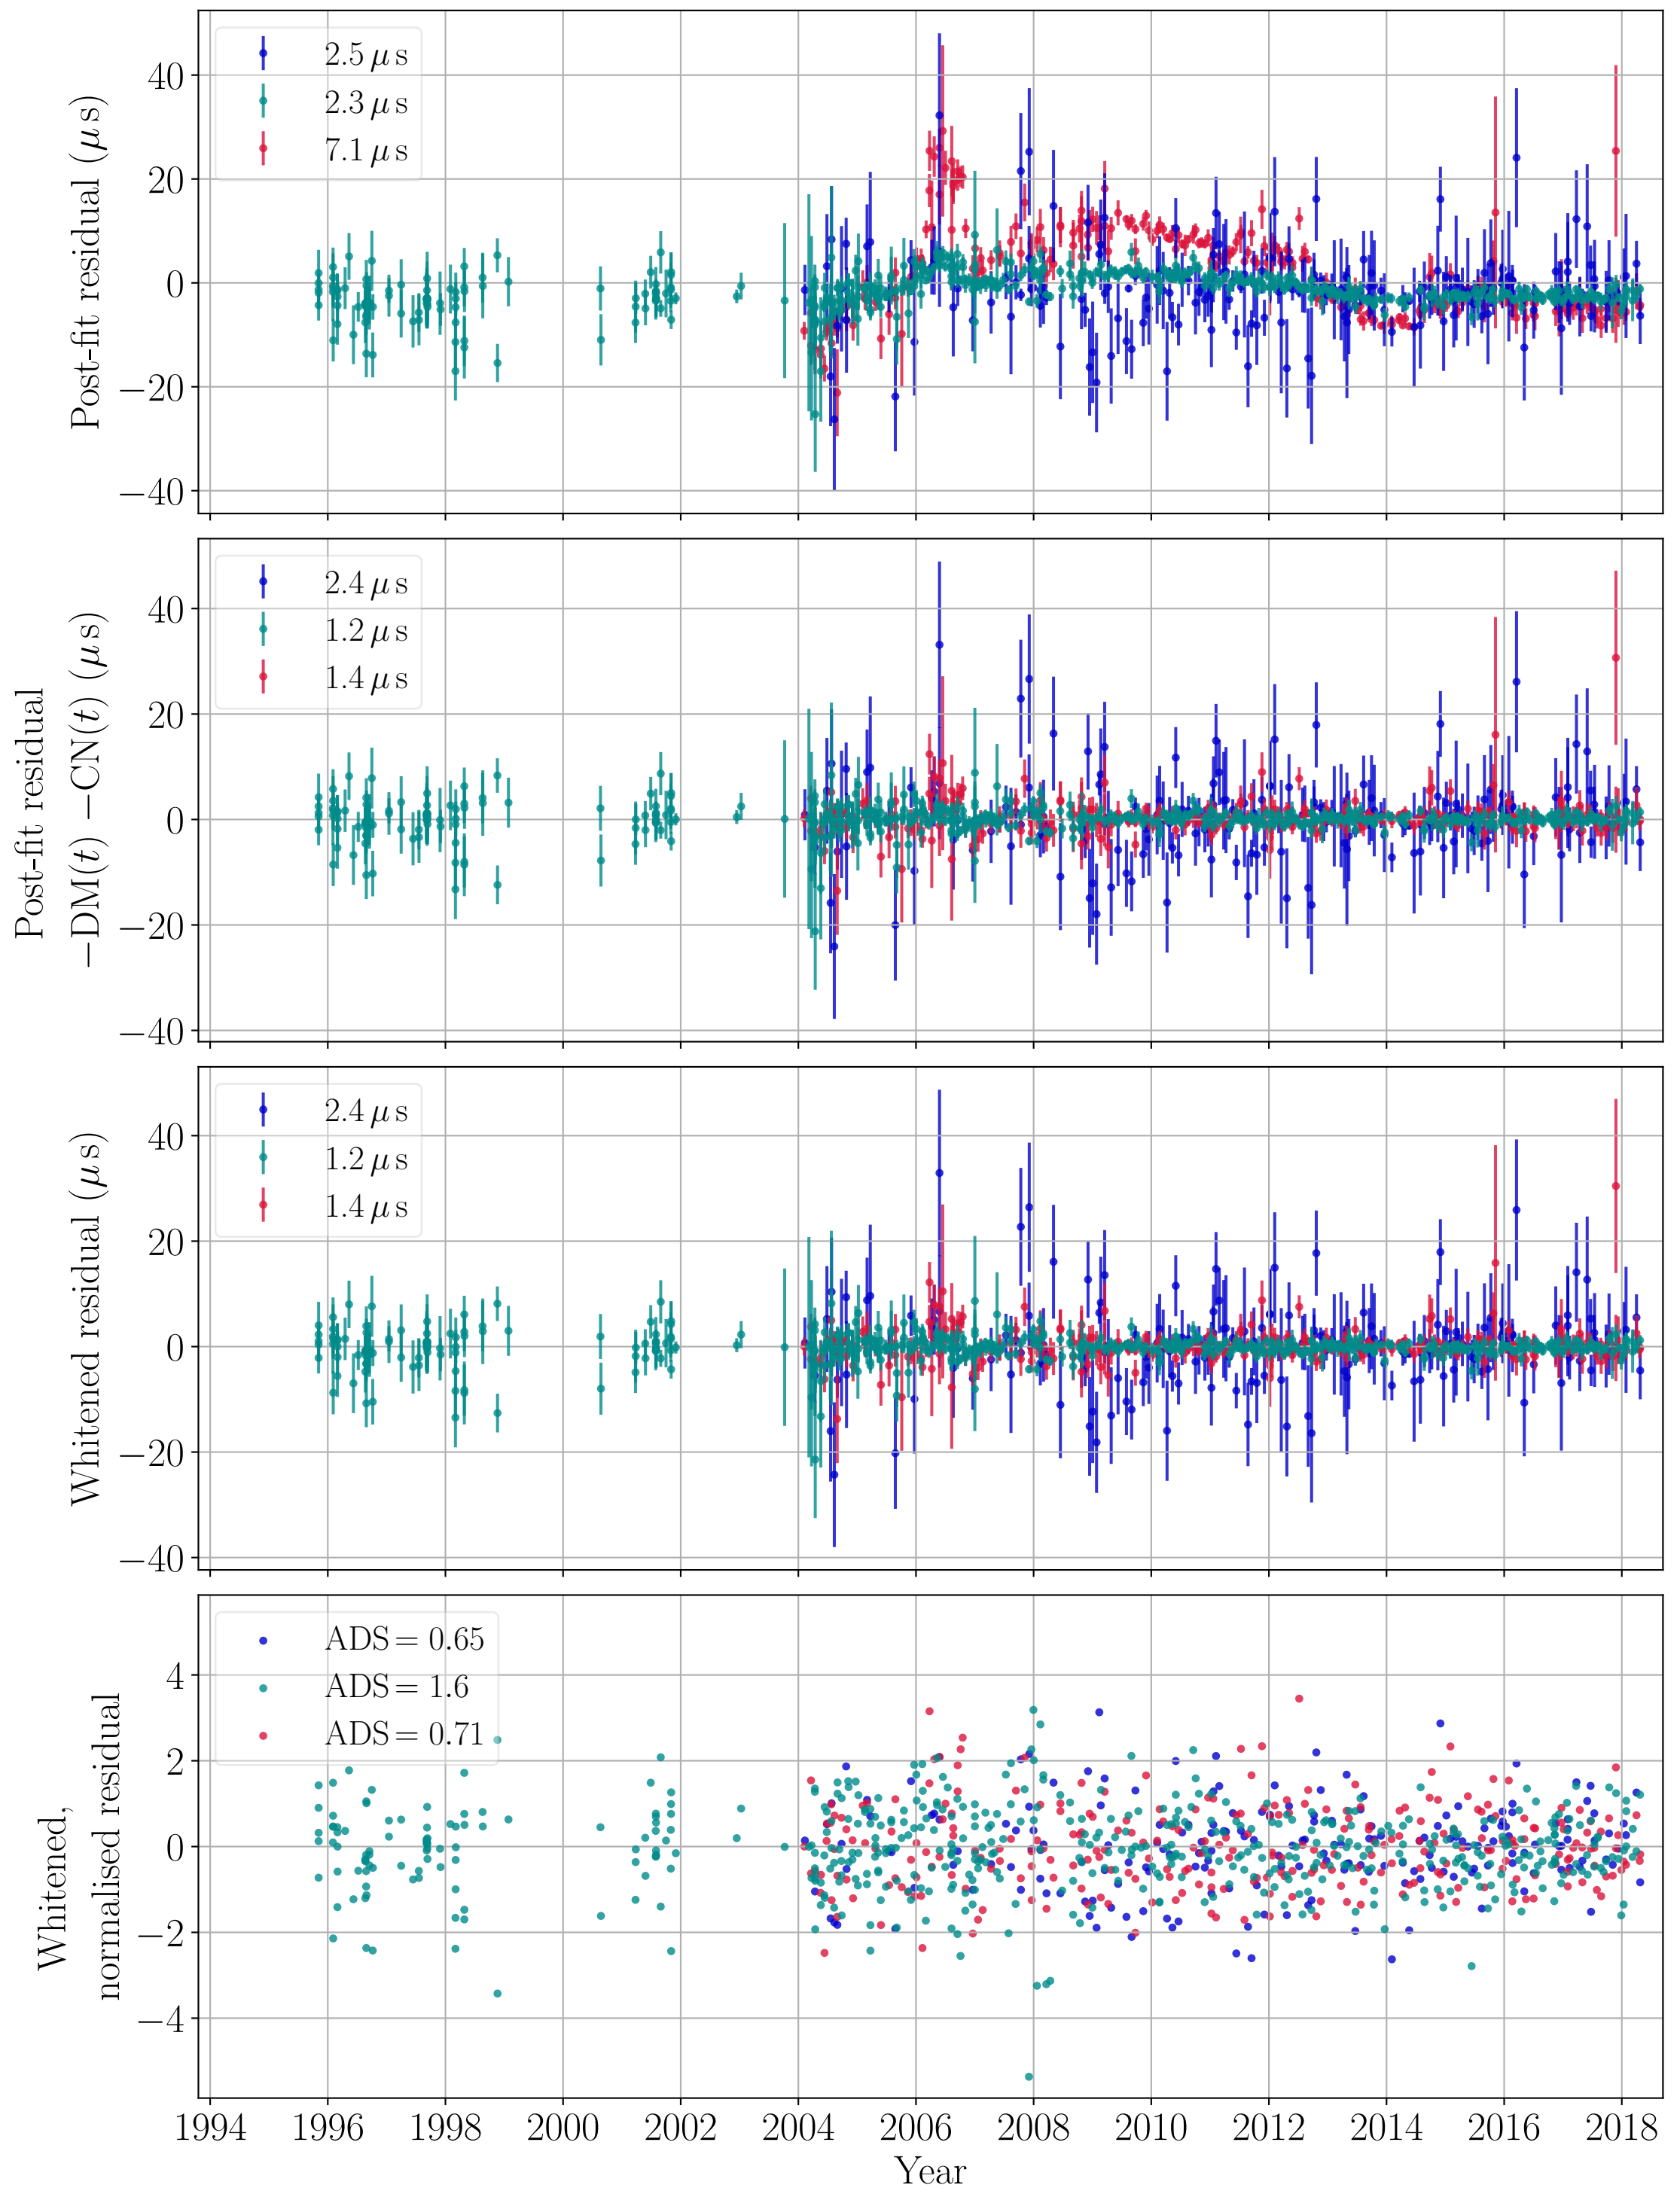 Post-fit residual (μs)
40
20
0
−20
−40
2.5 μs
2.3 μs
7.1 μs
Post-fit residual
−DM(t) −CN(t) (μs)
40
20
0
−20
−40
2.4 μs
1.2 μs
1.4 μs
Whitened residual (μs)
40
20
0
−20
−40
2.4 μs
1.2 μs
1.4 μs
Whitened,
normalised residual
4
2
0
−2
−4
ADS = 0.65
ADS = 1.6
ADS = 0.71
1994 1996 1998 2000 2002 2004 2006 2008 2010 2012 2014 2016 2018
Year